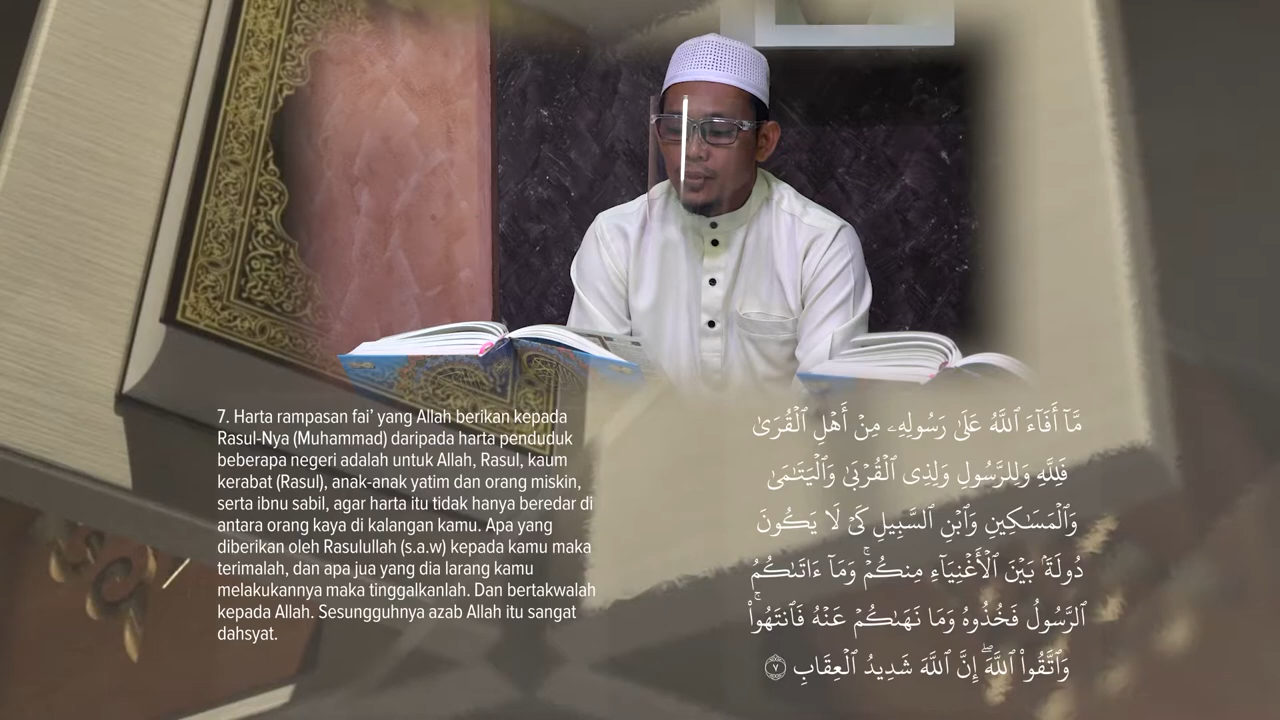 7. Harta rampasan fai’ yang Allah berikan kepada
Rasul-Nya (Muhammad) daripada harta penduduk
beberapa negeri adalah untuk Allah, Rasul, kaum
kerabat (Rasul), anak-anak yatim dan orang miskin,
serta ibnu sabil, agar harta itu tidak hanya beredar di
antara orang kaya di kalangan kamu. Apa yang
diberikan oleh Rasulullah (s.a.w) kepada kamu maka
terimalah, dan apa jua yang dia larang kamu
melakukannya maka tinggalkanlah. Dan bertakwalah
kepada Allah. Sesungguhnya azab Allah itu sangat
dahsyat.
مَّآ أَفَآءَ ٱللَّهُ عَلَىٰ رَسُولِهِۦ مِنْ أَهْلِ ٱلْقُرَىٰ
فَلِلَّهِ وَلِلرَّسُولِ وَلِذِى ٱلْقُرْبَىٰ وَٱلْيَتَـٰمَىٰ
وَٱلْمَسَـٰكِينِ وَٱبْنِ ٱلسَّبِيلِ كَىْ لَا يَكُونَ
دُولَةًۢ بَيْنَ ٱلْأَغْنِيَآءِ مِنكُمْ ۚ وَمَآ ءَاتَىٰكُمُ
ٱلرَّسُولُ فَخُذُوهُ وَمَا نَهَىٰكُمْ عَنْهُ فَٱنتَهُوا۟ ۚ
وَٱتَّقُوا۟ ٱللَّهَ ۖ إِنَّ ٱللَّهَ شَدِيدُ ٱلْعِقَابِ ٧